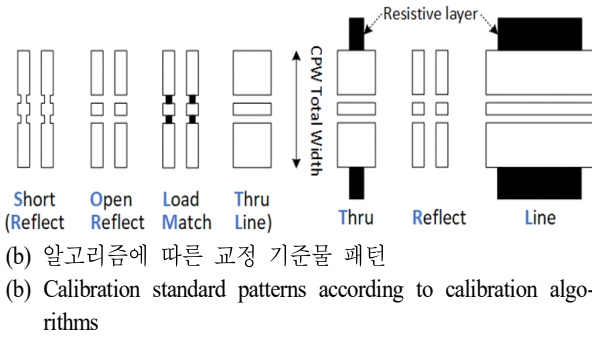 Resistive layer
CPW Total Width
Short Open Load Thru
(Reflect Reflect Match Line)
Thru Reflect Line
(b) 알고리즘에 따른 교정 기준물 패턴
(b) Calibration standard patterns according to calibration algo-
rithms